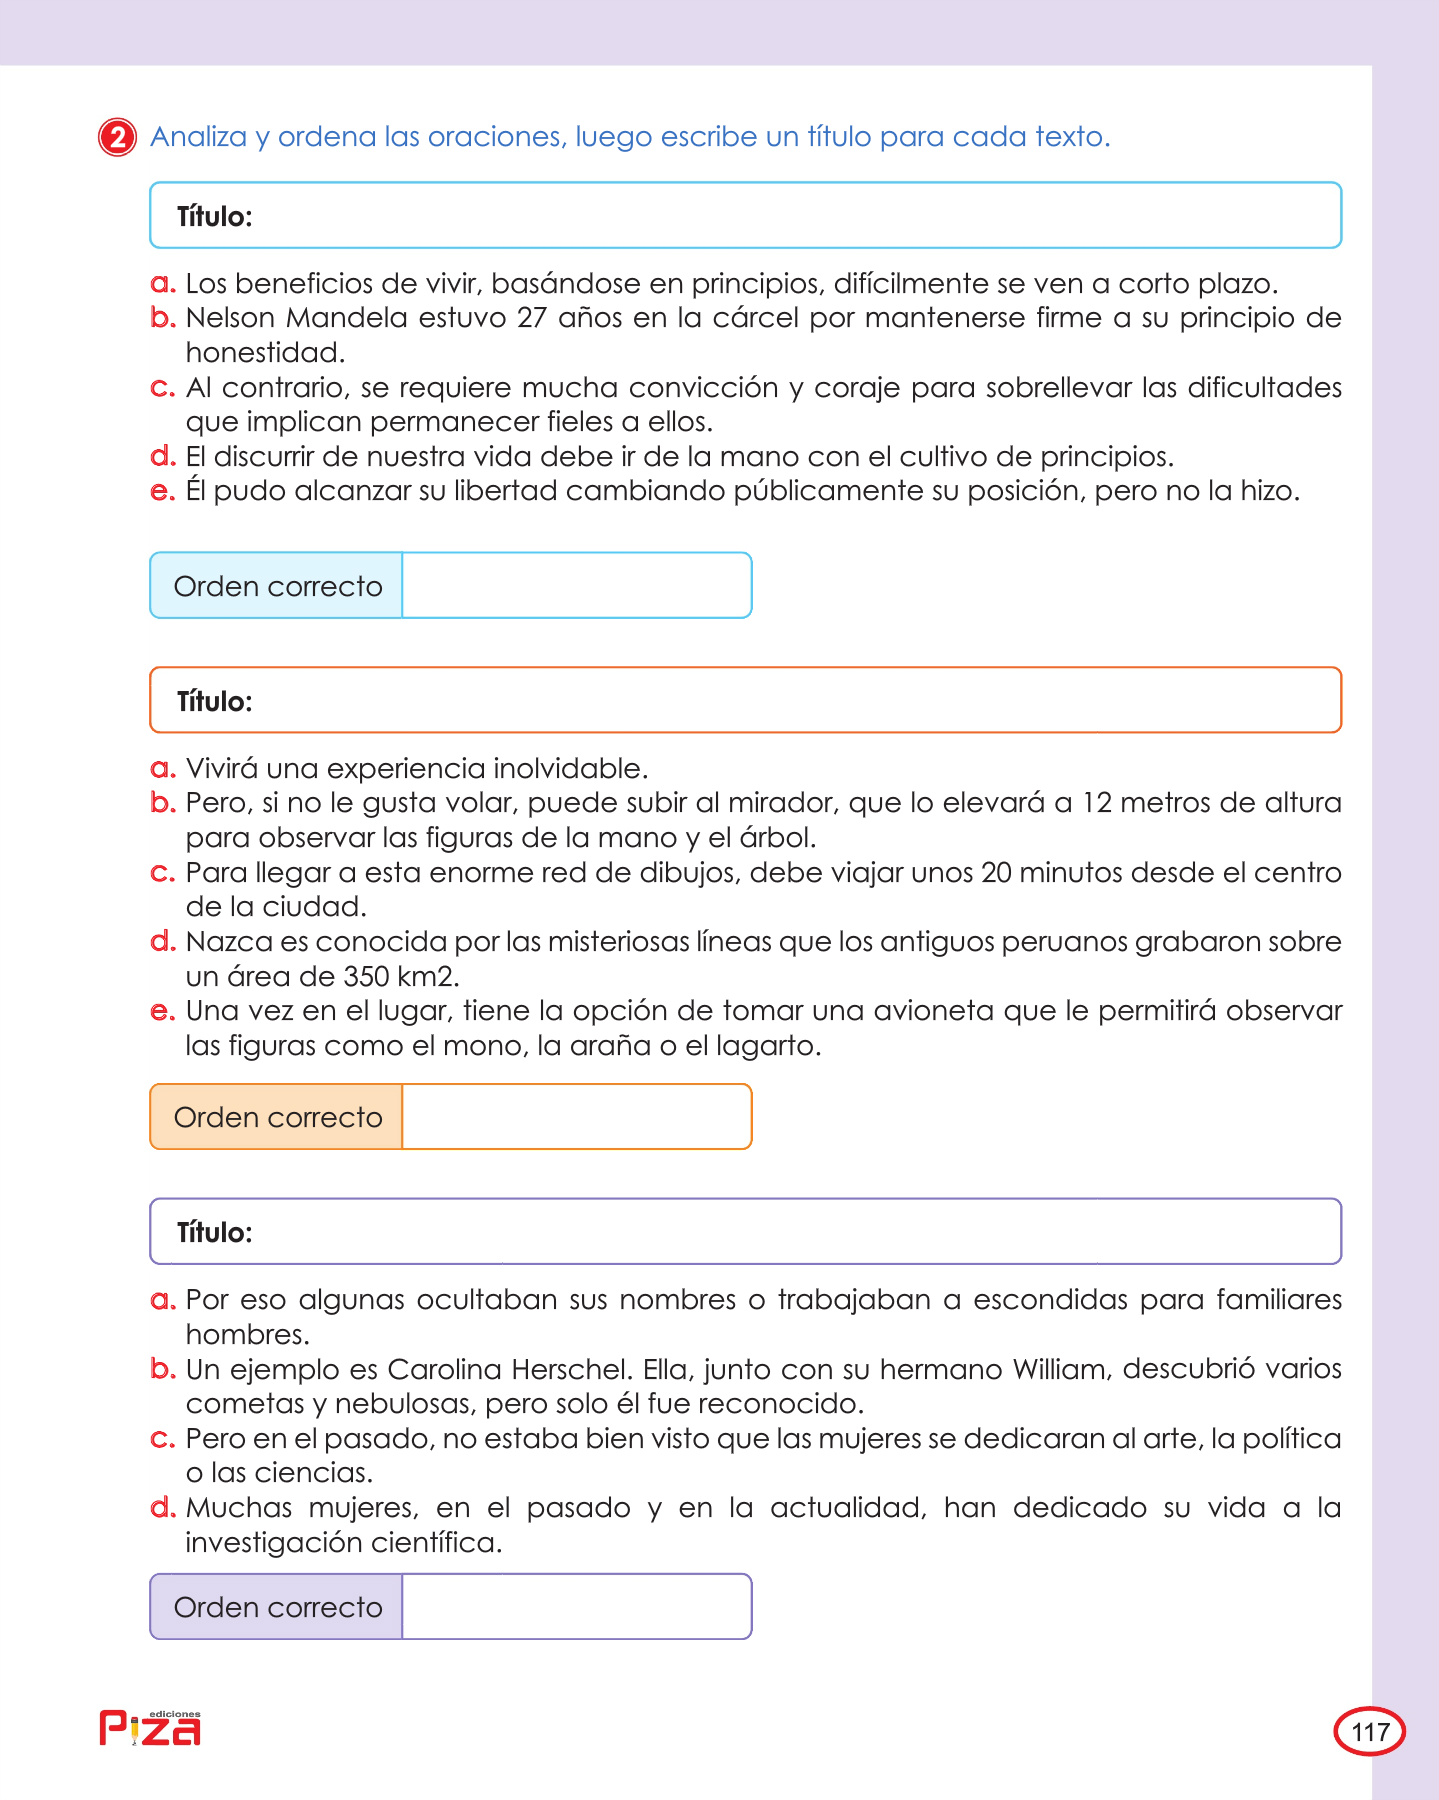 2 Analiza y ordena las oraciones, luego escribe un título para cada texto.
Título:
a. Los beneficios de vivir, basándose en principios, difícilmente se ven a corto plazo.
b. Nelson Mandela estuvo 27 años en la cárcel por mantenerse firme a su principio de
honestidad.
c. Al contrario, se requiere mucha convicción y coraje para sobrellevar las dificultades
que implican permanecer fieles a ellos.
d. El discurrir de nuestra vida debe ir de la mano con el cultivo de principios.
e. Él pudo alcanzar su libertad cambiando públicamente su posición, pero no la hizo.
Orden correcto
Título:
a. Vivirá una experiencia inolvidable.
b. Pero, si no le gusta volar, puede subir al mirador, que lo elevará a 12 metros de altura
para observar las figuras de la mano y el árbol.
c. Para llegar a esta enorme red de dibujos, debe viajar unos 20 minutos desde el centro
de la ciudad.
d. Nazca es conocida por las misteriosas líneas que los antiguos peruanos grabaron sobre
un área de 350 km2.
e. Una vez en el lugar, tiene la opción de tomar una avioneta que le permitirá observar
las figuras como el mono, la araña o el lagarto.
Orden correcto
Título:
a. Por eso algunas ocultaban sus nombres o trabajaban a escondidas para familiares
hombres.
b. Un ejemplo es Carolina Herschel. Ella, junto con su hermano William, descubrió varios
cometas y nebulosas, pero solo él fue reconocido.
c. Pero en el pasado, no estaba bien visto que las mujeres se dedicaran al arte, la política
o las ciencias.
d. Muchas mujeres, en el pasado y en la actualidad, han dedicado su vida a la
investigación científica.
Orden correcto
ediciones
Piza
117